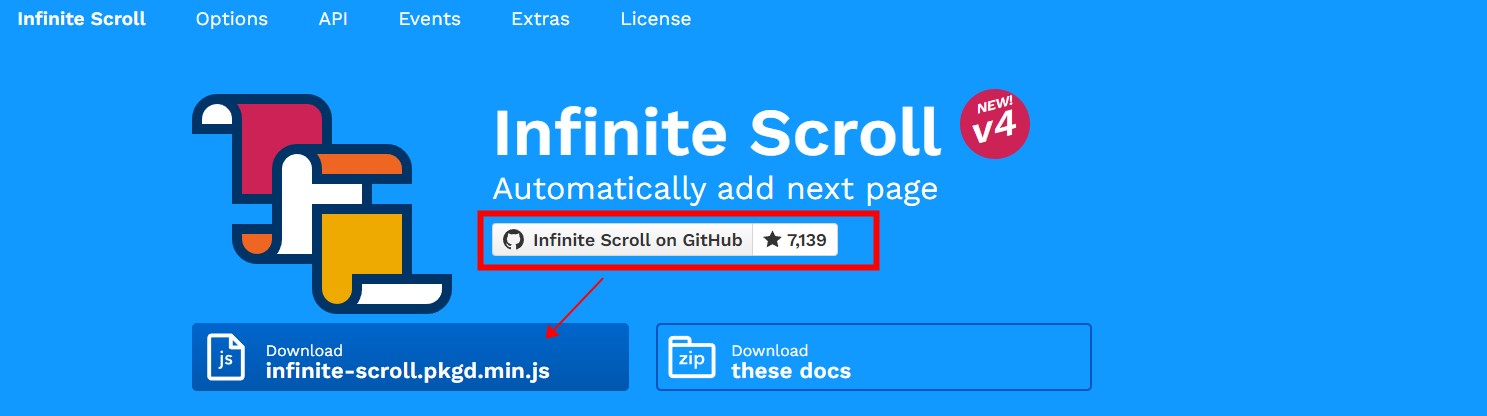 Infinite Scroll Options API Events Extras License
Infinite Scroll
NEW!
v4
Automatically add next page
Infinite Scroll on GitHub ★ 7,139
js
Download
infinite-scroll.pkgd.min.js
zip
Download
these docs